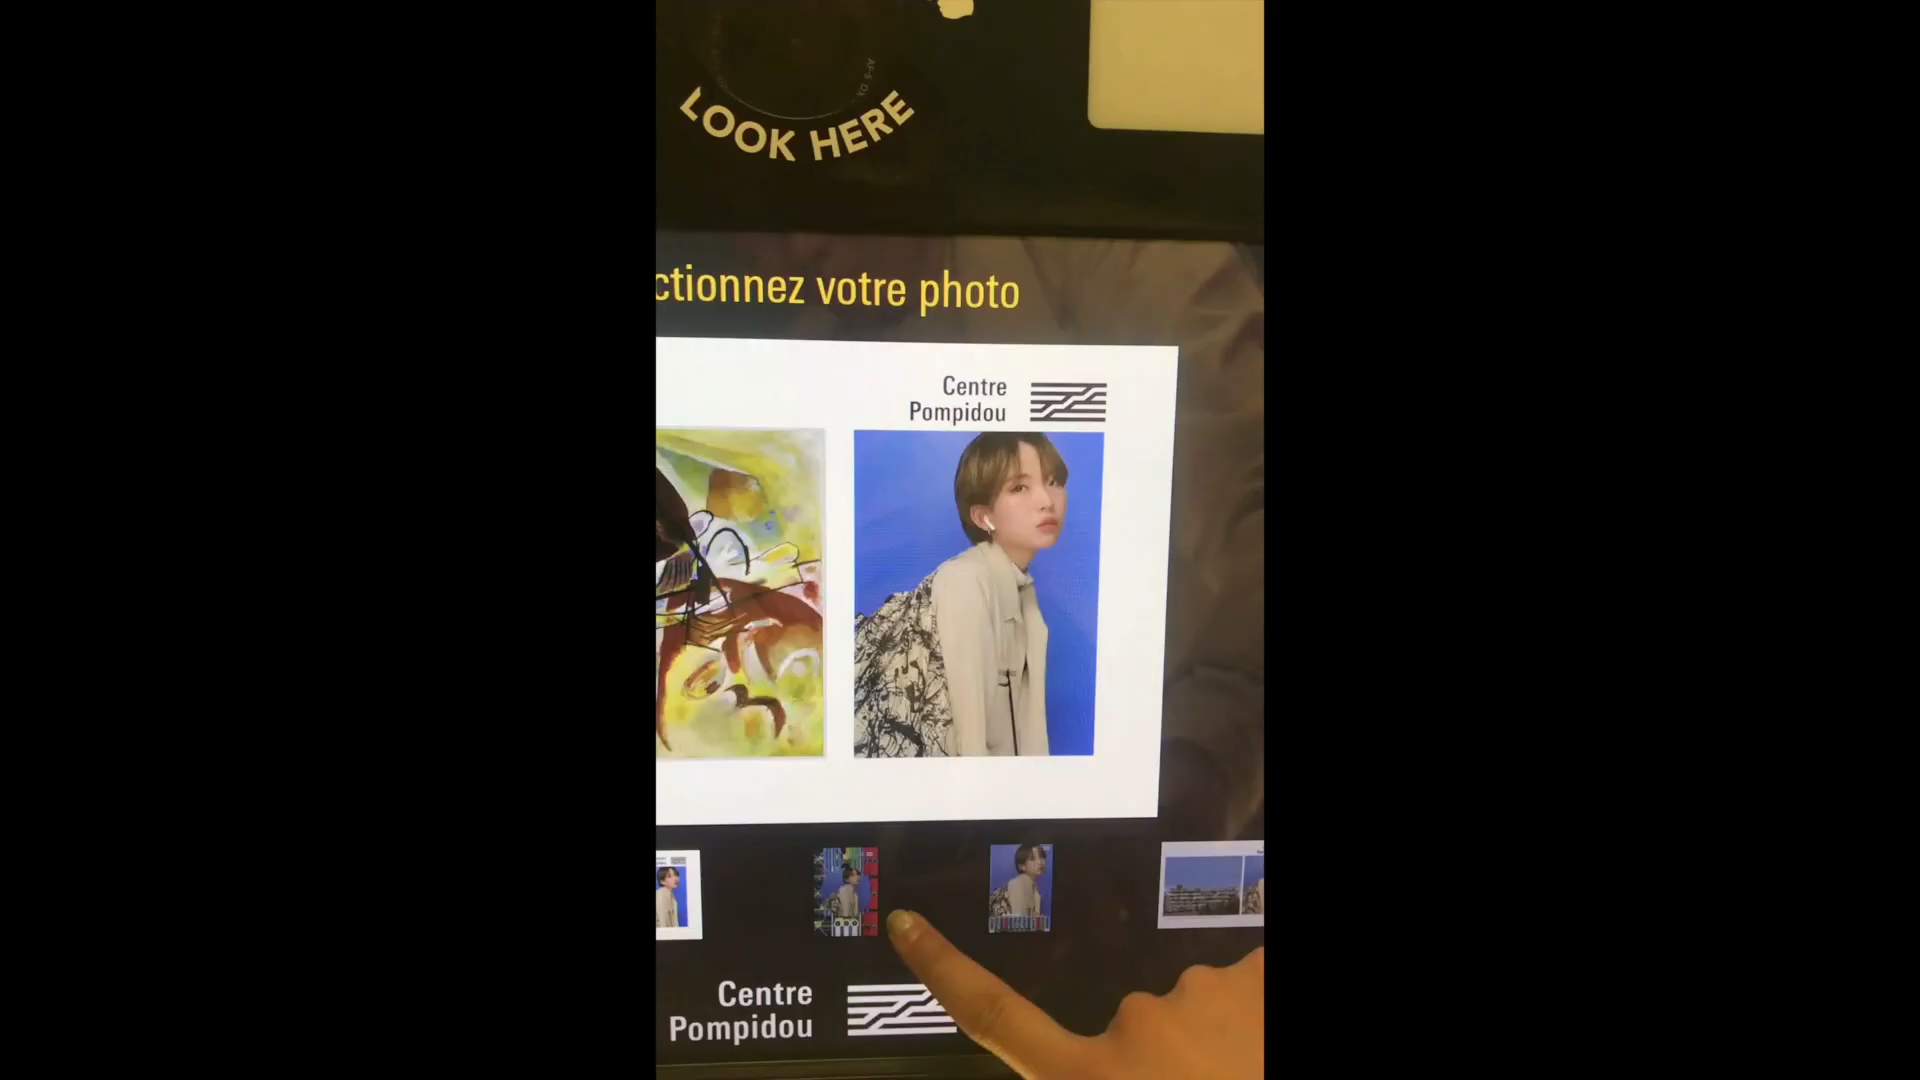 LOOK HERE
ctionnez votre photo
Centre
Pompidou
Centre
Pompidou